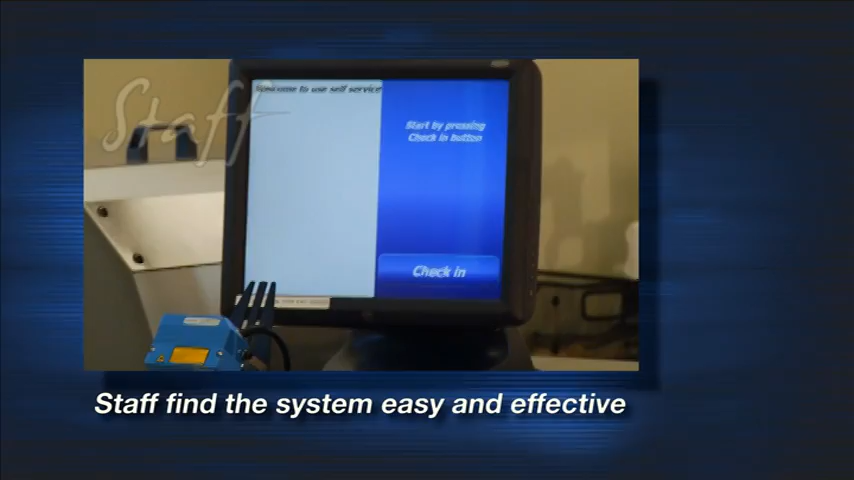 Staff
Welcome to use self service
Start by pressing
Check in button
Check in
Staff find the system easy and effective